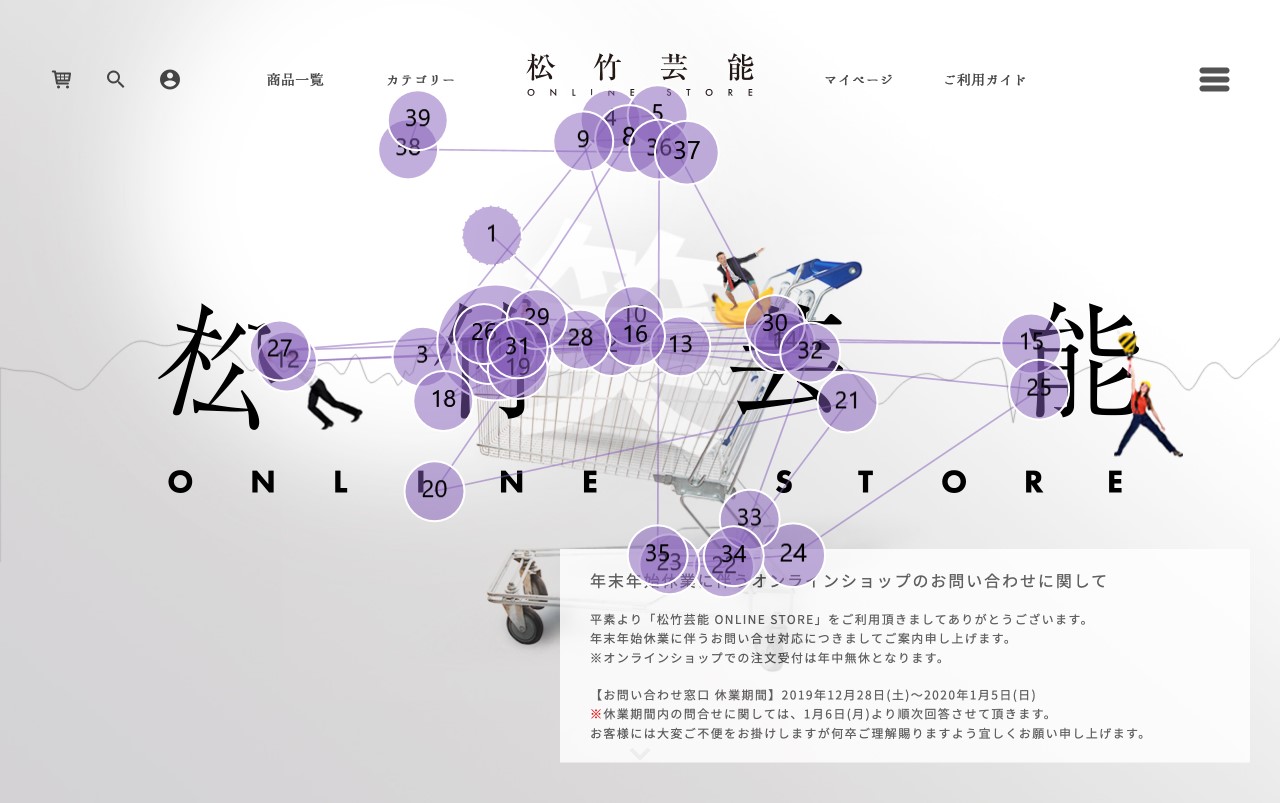 商品一覧
カテゴリー
松竹芸能
ONLINE STORE
マイページ
ご利用ガイド
39
38
4
5
9
8
36
37
1
29
26
10
30
27
12
3
31
28
2
16
13
14
32
15
19
18
25
21
松竹芸能
20
ONLINE STORE
33
35
23
34
22
24
年末年始休業に伴うオンラインショップのお問い合わせに関して
平素より「松竹芸能 ONLINE STORE」をご利用頂きましてありがとうございます。
年末年始休業に伴うお問い合せ対応につきましてご案内申し上げます。
※オンラインショップでの注文受付は年中無休となります。
【お問い合わせ窓口 休業期間】2019年12月28日(土)〜2020年1月5日(日)
※休業期間内の問合せに関しては、1月6日(月)より順次回答させて頂きます。
お客様には大変ご不便をお掛けしますが何卒ご理解賜りますよう宜しくお願い申し上げます。